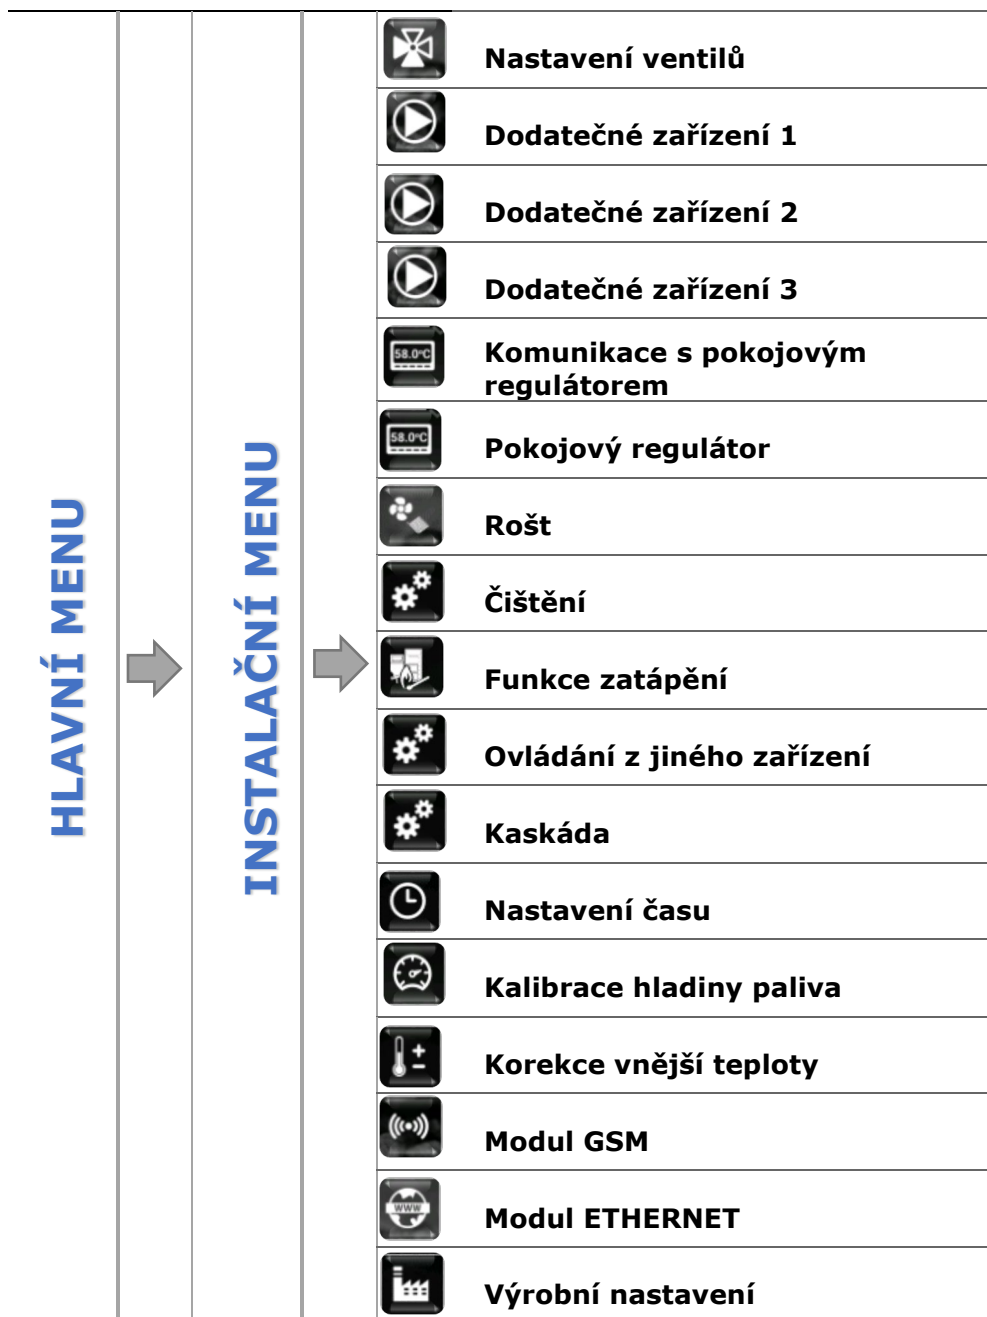 HLAVNÍ MENU
INSTALAČNÍ MENU
Nastavení ventilů
Dodatečné zařízení 1
Dodatečné zařízení 2
Dodatečné zařízení 3
58.0°C
Komunikace s pokojovým
regulátorem
58.0°C
Pokojový regulátor
Rošt
Čištění
Funkce zatápění
Ovládání z jiného zařízení
Kaskáda
Nastavení času
Kalibrace hladiny paliva
Korekce vnější teploty
Modul GSM
WWW
Modul ETHERNET
Výrobní nastavení